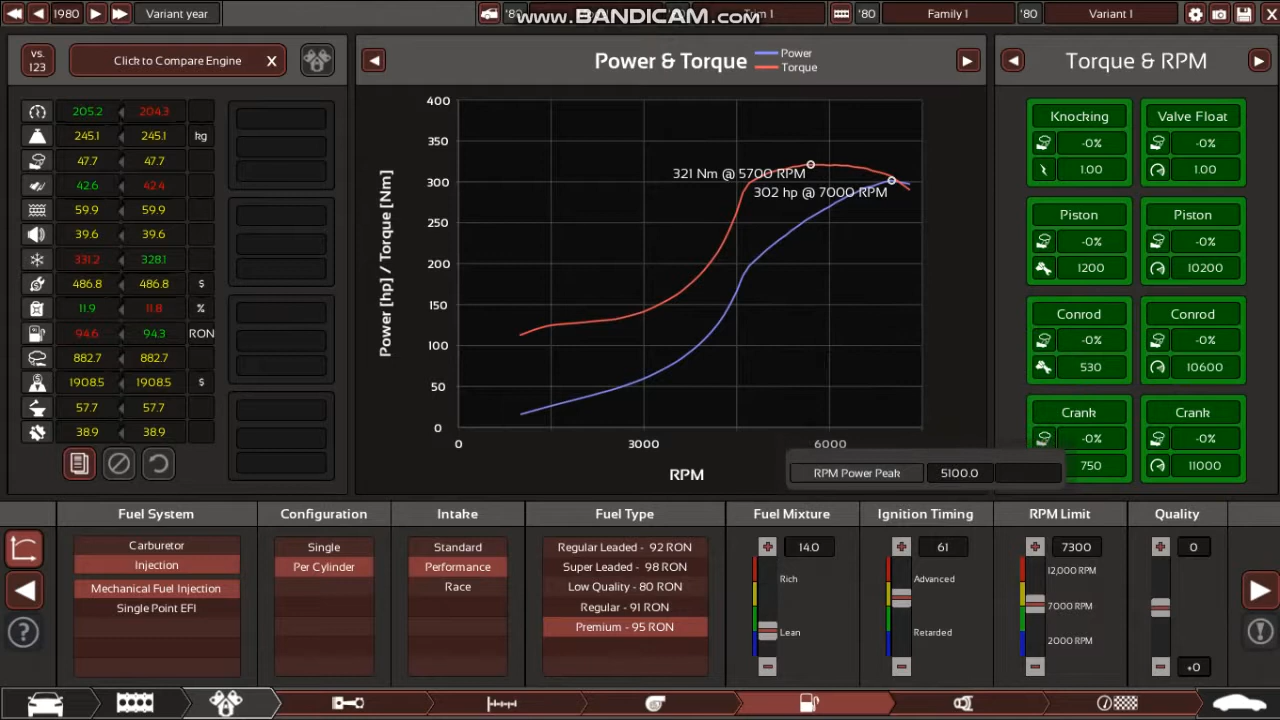 1980
Variant year
'80
www.BANDICAM.com
Trim 1
'80
Family 1
'80
Variant 1
vs.
123
Click to Compare Engine
X
Power & Torque
Power
Torque
Torque & RPM
205.2 204.3
245.1 245.1 kg
47.7 47.7
42.6 42.4
59.9 59.9
39.6 39.6
331.2 328.1
486.8 486.8 $
11.9 11.8 %
94.6 94.3 RON
882.7 882.7
1908.5 1908.5 $
57.7 57.7
38.9 38.9
Power [hp] / Torque [Nm]
400
350
300
250
200
150
100
50
0
0 3000 6000
RPM
321 Nm @ 5700 RPM
302 hp @ 7000 RPM
RPM Power Peak 5100.0
Knocking
-0%
1.00
Valve Float
-0%
1.00
Piston
-0%
1200
Piston
-0%
10200
Conrod
-0%
530
Conrod
-0%
10600
Crank
-0%
750
Crank
-0%
11000
Fuel System
Carburetor
Injection
Mechanical Fuel Injection
Single Point EFI
Configuration
Single
Per Cylinder
Intake
Standard
Performance
Race
Fuel Type
Regular Leaded - 92 RON
Super Leaded - 98 RON
Low Quality - 80 RON
Regular - 91 RON
Premium - 95 RON
Fuel Mixture
14.0
Rich
Lean
Ignition Timing
61
Advanced
Retarded
RPM Limit
7300
12,000 RPM
7000 RPM
2000 RPM
Quality
0
+0